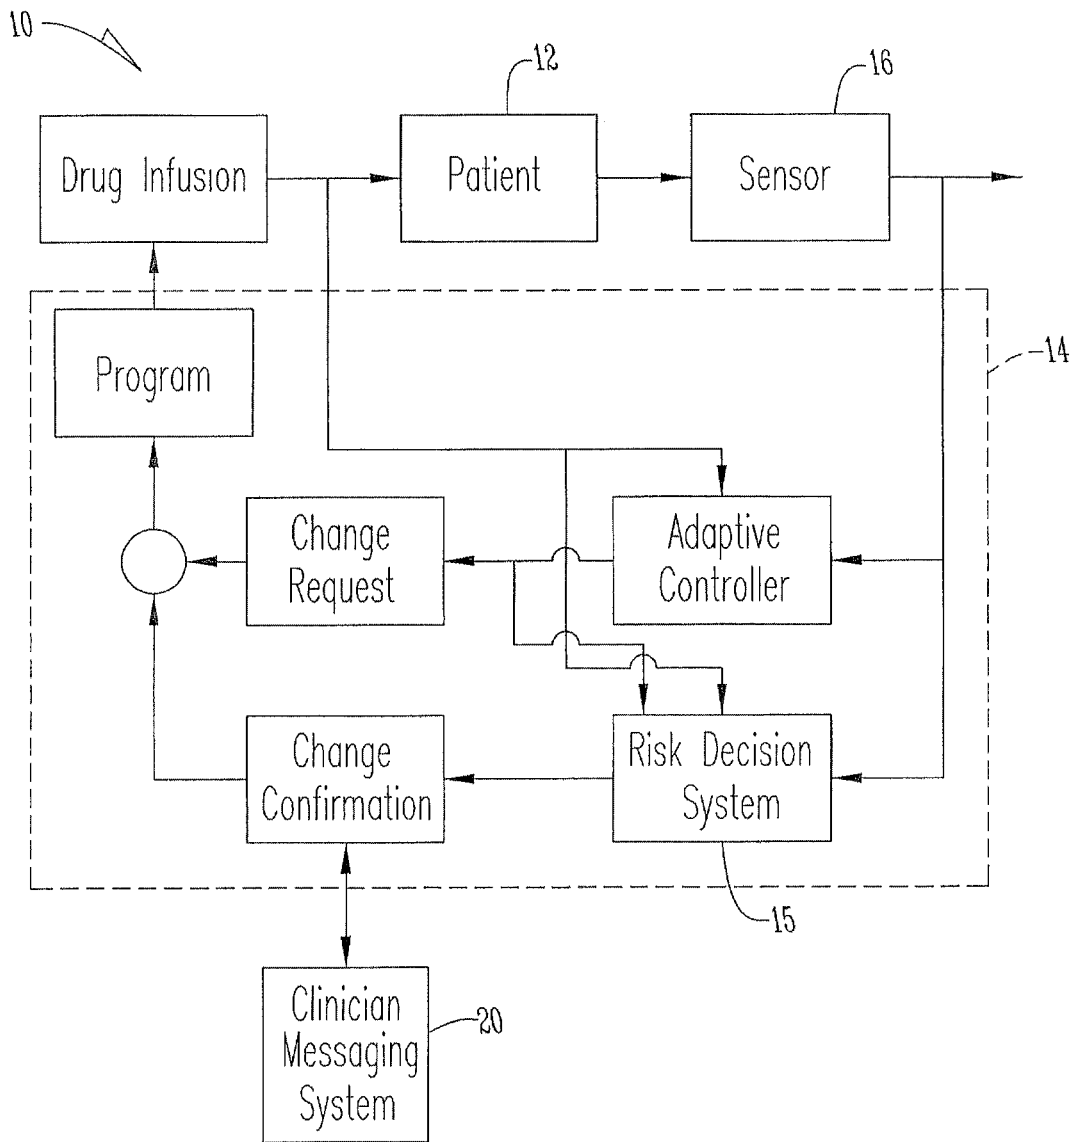 10
12
16
Drug Infusion
Patient
Sensor
Program
14
Change
Request
Adaptive
Controller
Change
Confirmation
Risk Decision
System
15
Clinician
Messaging
System
20